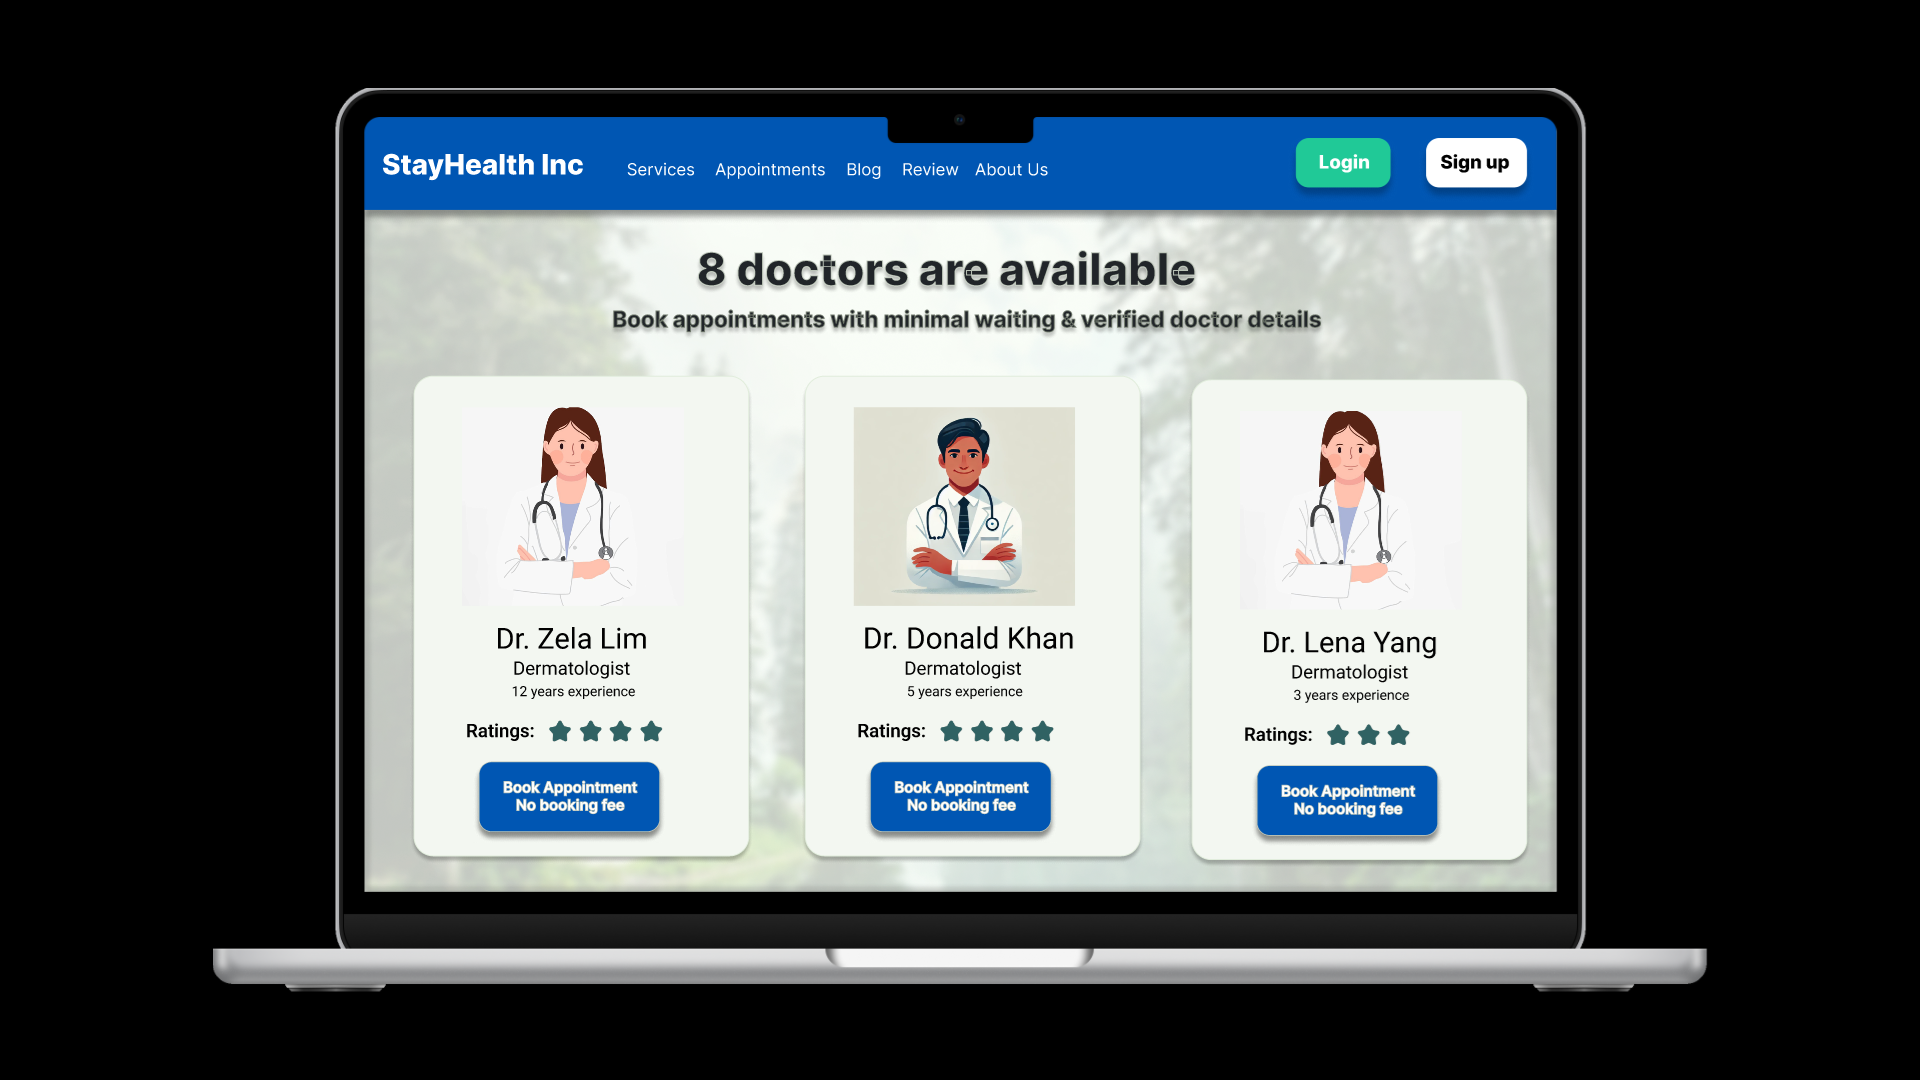 StayHealth Inc
Services Appointments Blog Review About Us
Login
Sign up
8 doctors are available
Book appointments with minimal waiting & verified doctor details
Dr. Zela Lim
Dermatologist
12 years experience
Ratings:
Book Appointment
No booking fee
Dr. Donald Khan
Dermatologist
5 years experience
Ratings:
Book Appointment
No booking fee
Dr. Lena Yang
Dermatologist
3 years experience
Ratings:
Book Appointment
No booking fee